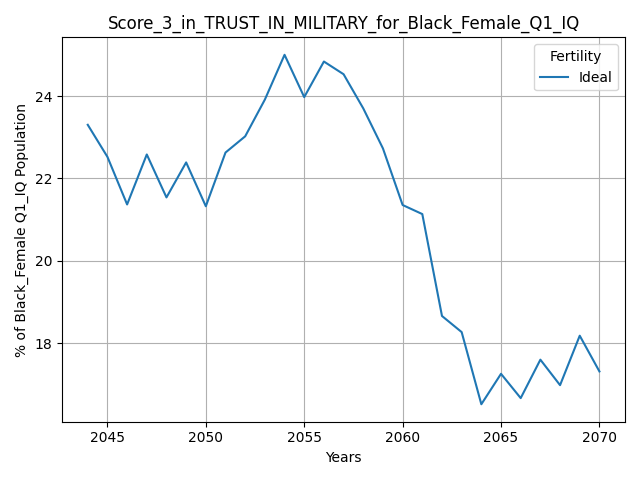 Score_3_in_TRUST_IN_MILITARY_for_Black_Female_Q1_IQ
Fertility
Ideal
% of Black_Female Q1_IQ Population
24
22
20
18
2045 2050 2055 2060 2065 2070
Years